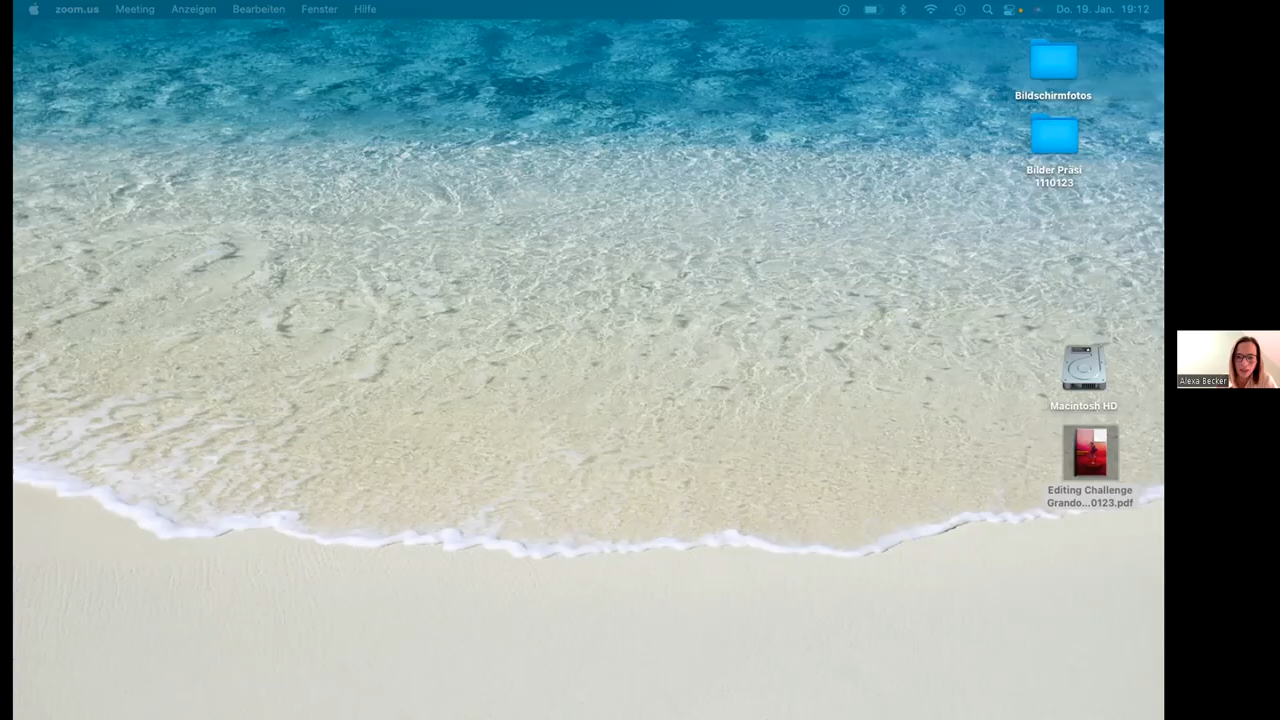 zoom.us Meeting Anzeigen Bearbeiten Fenster Hilfe Do. 19. Jan. 19:12
Bildschirmfotos
Bilder Präsi
1110123
Alexa Becker
Macintosh HD
Editing Challenge
Grando...0123.pdf